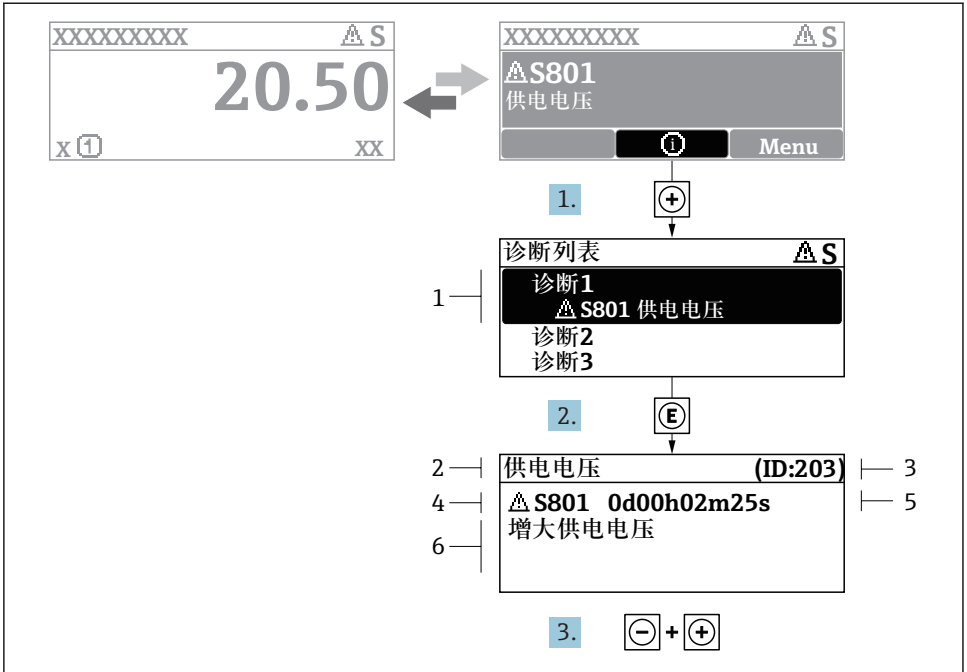 XXXXXXXXX ⚠ S
20.50
X ① XX
XXXXXXXXX ⚠ S
⚠S801
供电电压
ⓘ Menu
1. ⊕
诊断列表 ⚠ S
1
诊断1
⚠ S801 供电电压
诊断2
诊断3
2. Ⓔ
2 供电电压 (ID:203) 3
4 ⚠ S801 0d00h02m25s 5
6 增大供电电压
3. ⊖ + ⊕